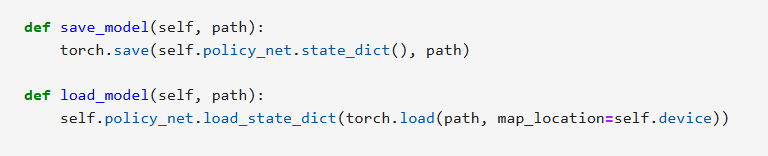 def save_model(self, path):
    torch.save(self.policy_net.state_dict(), path)
def load_model(self, path):
    self.policy_net.load_state_dict(torch.load(path, map_location=self.device))